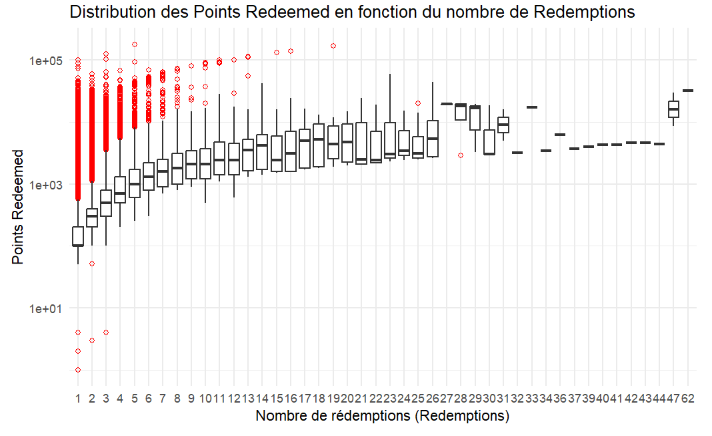 Distribution des Points Redeemed en fonction du nombre de Redemptions
Points Redeemed
1e+05
1e+03
1e+01
1 2 3 4 5 6 7 8 9 10 11 12 13 14 15 16 17 18 19 20 21 22 23 24 25 26 27 28 29 30 31 32 33 34 36 37 39 40 41 42 43 44 47 62
Nombre de rédemptions (Redemptions)